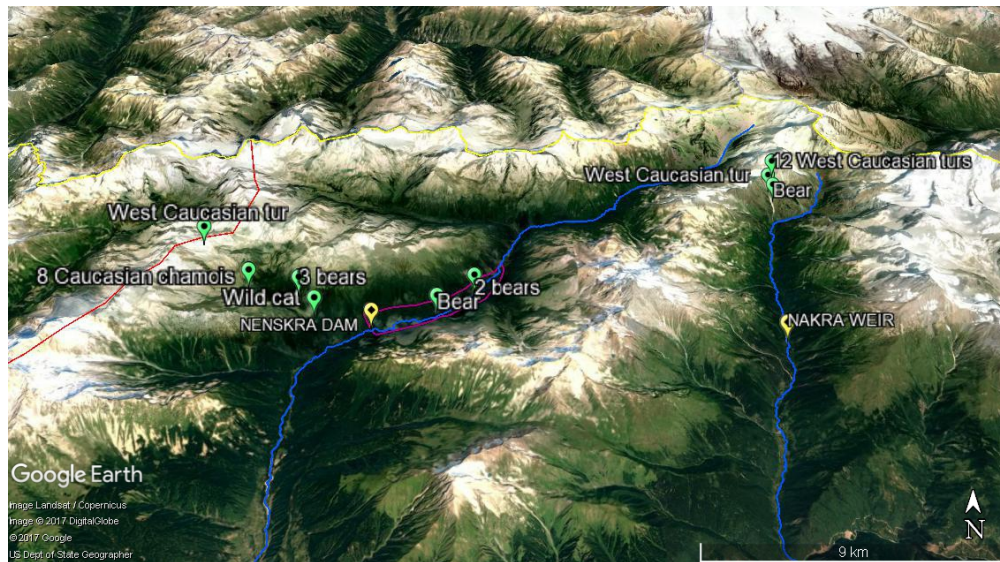 West Caucasian tur
12 West Caucasian turs
Bear
West Caucasian tur
8 Caucasian chamois
3 bears
Wild cat
2 bears
Bear
NENSKRA DAM
NAKRA WEIR
Google Earth
Image Landsat / Copernicus
Image © 2017 DigitalGlobe
© 2017 Google
US Dept of State Geographer
N
9 km